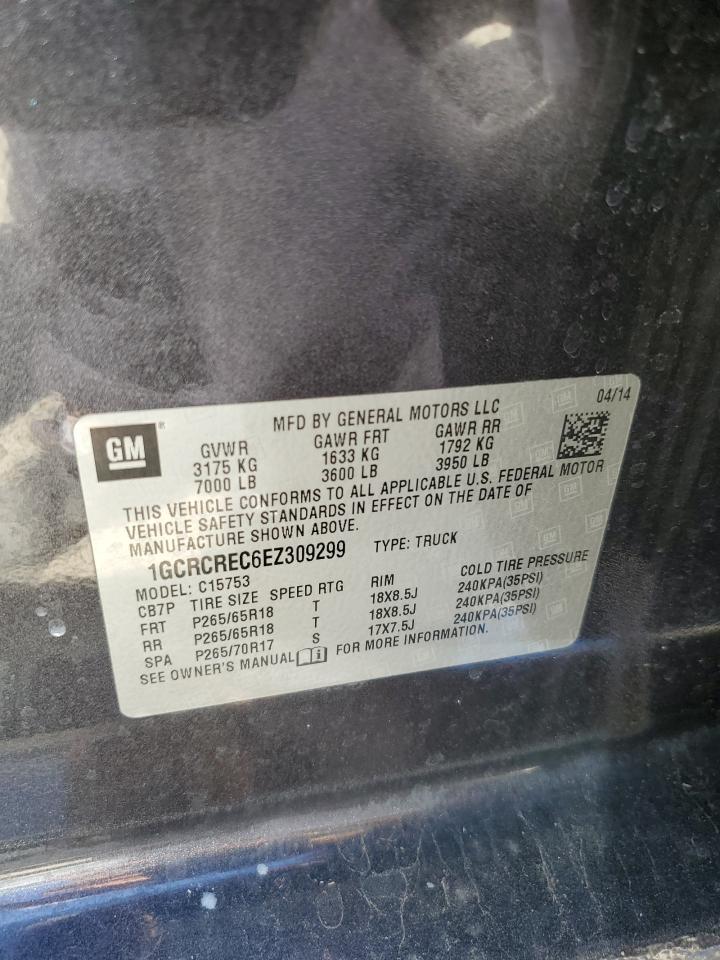 04/14
MFD BY GENERAL MOTORS LLC
GM®
GVWR GAWR FRT GAWR RR
3175 KG 1633 KG 1792 KG
7000 LB 3600 LB 3950 LB
THIS VEHICLE CONFORMS TO ALL APPLICABLE U.S. FEDERAL MOTOR
VEHICLE SAFETY STANDARDS IN EFFECT ON THE DATE OF
MANUFACTURE SHOWN ABOVE.
1GCRCREC6EZ309299 TYPE: TRUCK
MODEL: C15753
CB7P TIRE SIZE SPEED RTG RIM COLD TIRE PRESSURE
FRT P265/65R18 T 18X8.5J 240KPA(35PSI)
RR P265/65R18 T 18X8.5J 240KPA(35PSI)
SPA P265/70R17 S 17X7.5J 240KPA(35PSI)
SEE OWNER'S MANUAL FOR MORE INFORMATION.